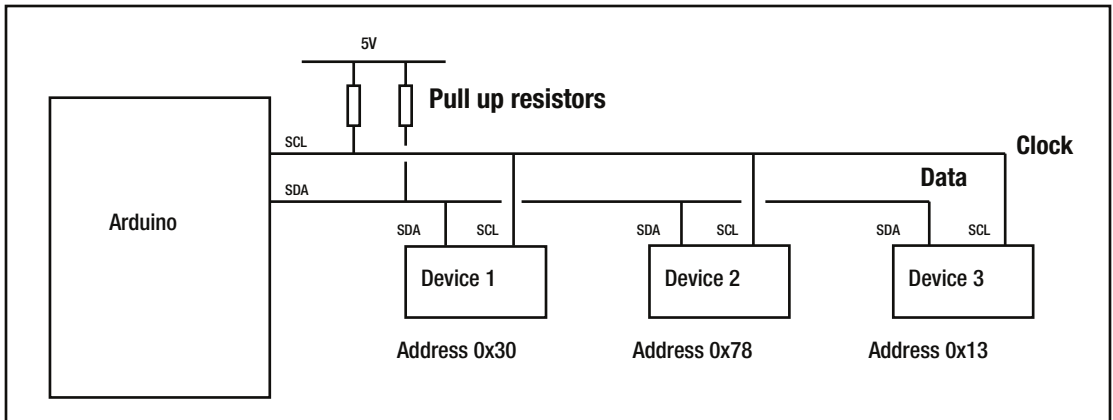 5V
Pull up resistors
SCL
Clock
Data
SDA
Arduino
SDA SCL
SDA SCL
SDA SCL
Device 1
Device 2
Device 3
Address 0x30
Address 0x78
Address 0x13